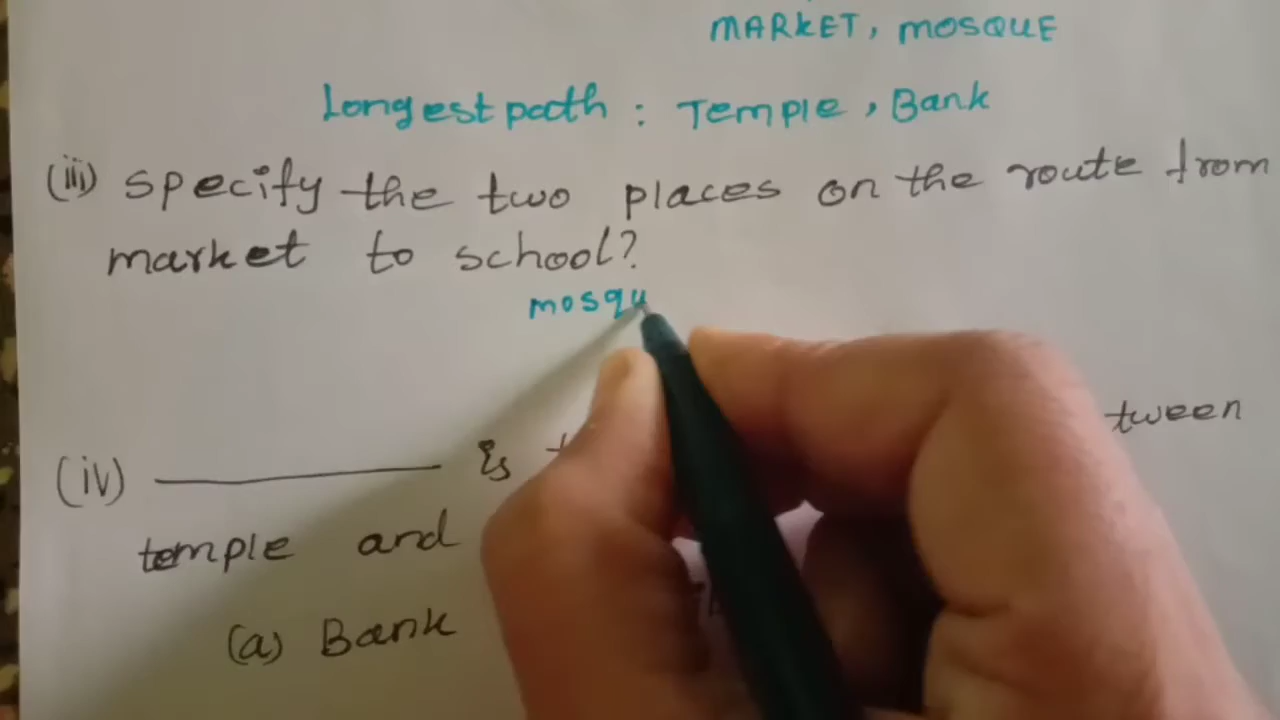 MARKET, MOSQUE
Longest path : Temple, Bank
(iii) specify the two places on the route from
market to school?
mosqu
(iv) ________ is t tween
temple and
(a) Bank